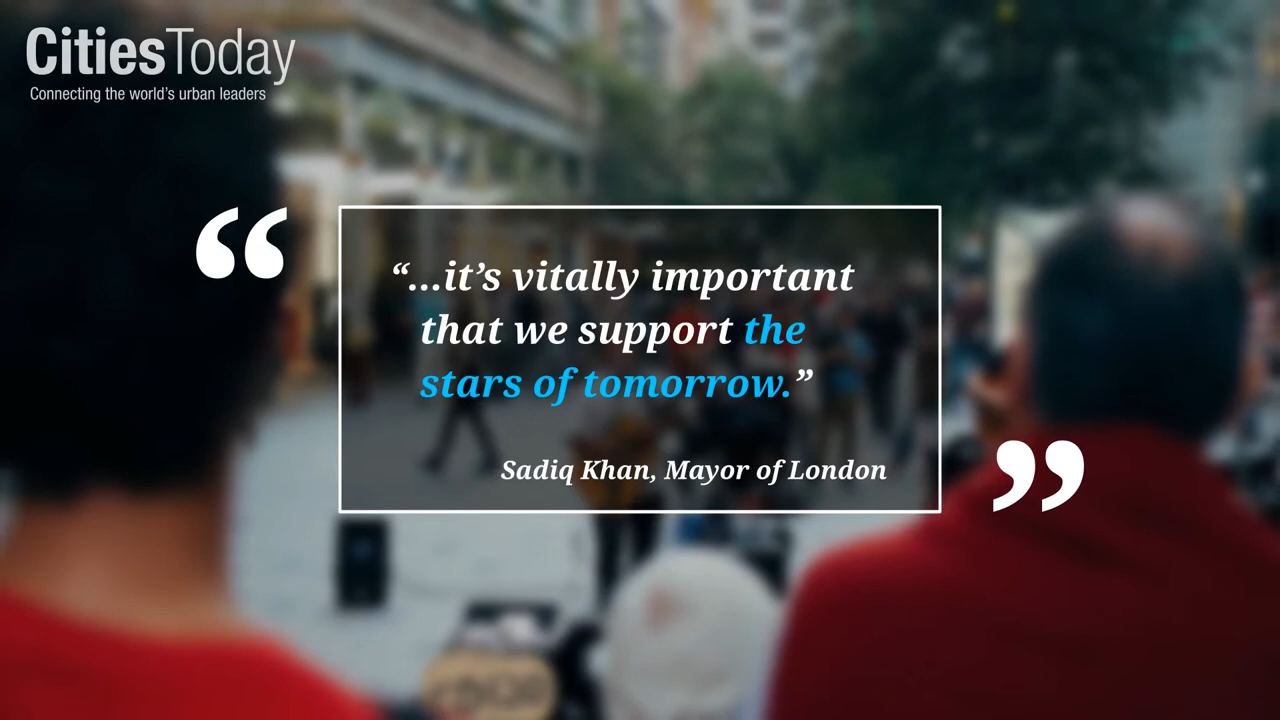 CitiesToday
Connecting the world’s urban leaders
“...it’s vitally important
that we support the
stars of tomorrow.”
Sadiq Khan, Mayor of London